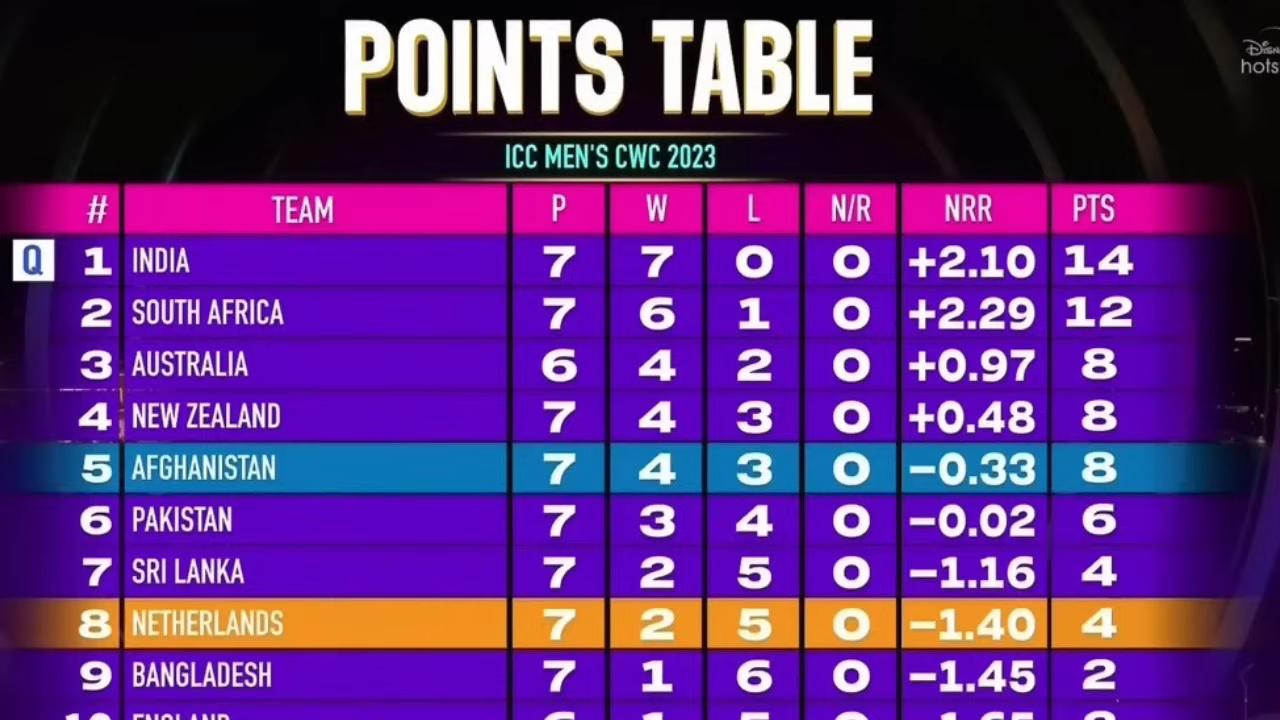 POINTS TABLE
DISN
hots
ICC MEN'S CWC 2023
# TEAM P W L N/R NRR PTS
Q 1 INDIA 7 7 0 0 +2.10 14
2 SOUTH AFRICA 7 6 1 0 +2.29 12
3 AUSTRALIA 6 4 2 0 +0.97 8
4 NEW ZEALAND 7 4 3 0 +0.48 8
5 AFGHANISTAN 7 4 3 0 −0.33 8
6 PAKISTAN 7 3 4 0 −0.02 6
7 SRI LANKA 7 2 5 0 −1.16 4
8 NETHERLANDS 7 2 5 0 −1.40 4
9 BANGLADESH 7 1 6 0 −1.45 2
10 ENGLAND